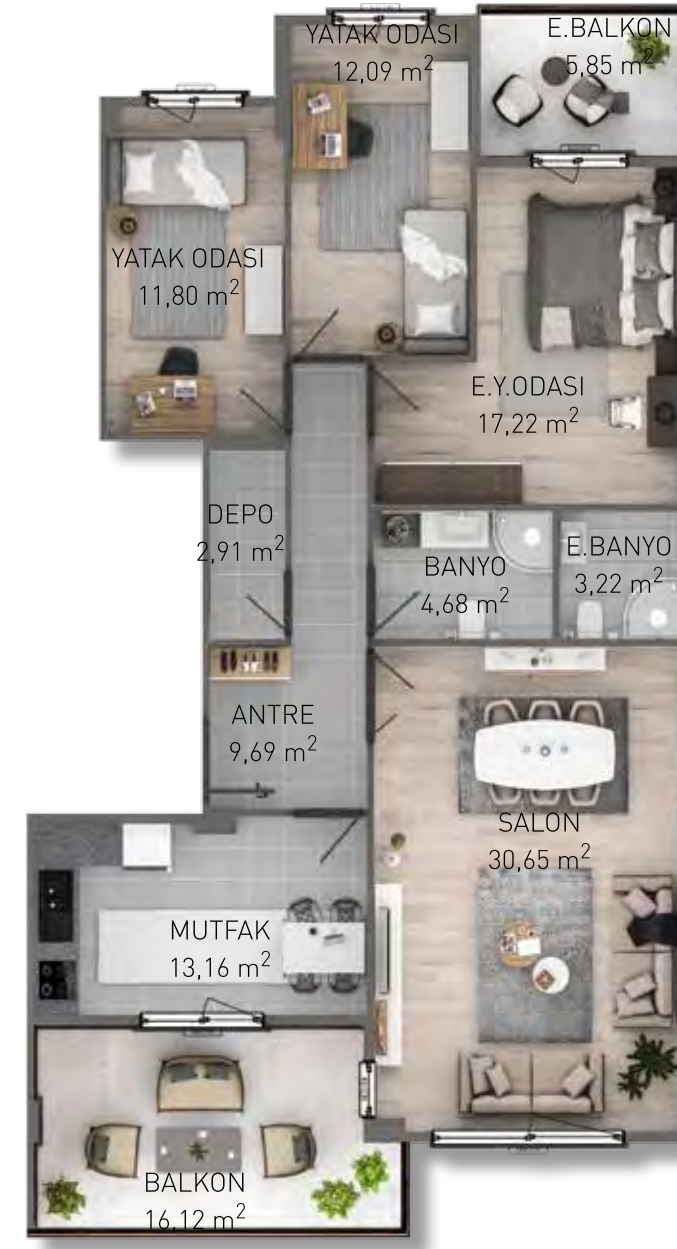 YATAK ODASI
12,09 m²
E.BALKON
5,85 m²
YATAK ODASI
11,80 m²
E.Y.ODASI
17,22 m²
DEPO
2,91 m²
BANYO
4,68 m²
E.BANYO
3,22 m²
ANTRE
9,69 m²
SALON
30,65 m²
MUTFAK
13,16 m²
BALKON
16,12 m²